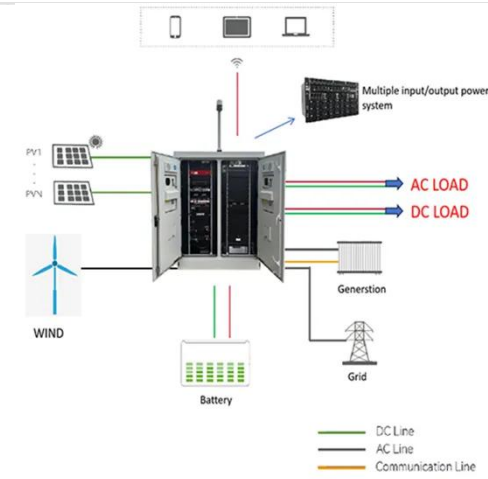 Multiple input/output power
system
PV1
PVN
AC LOAD
DC LOAD
WIND
Generstion
Grid
Battery
DC Line
AC Line
Communication Line